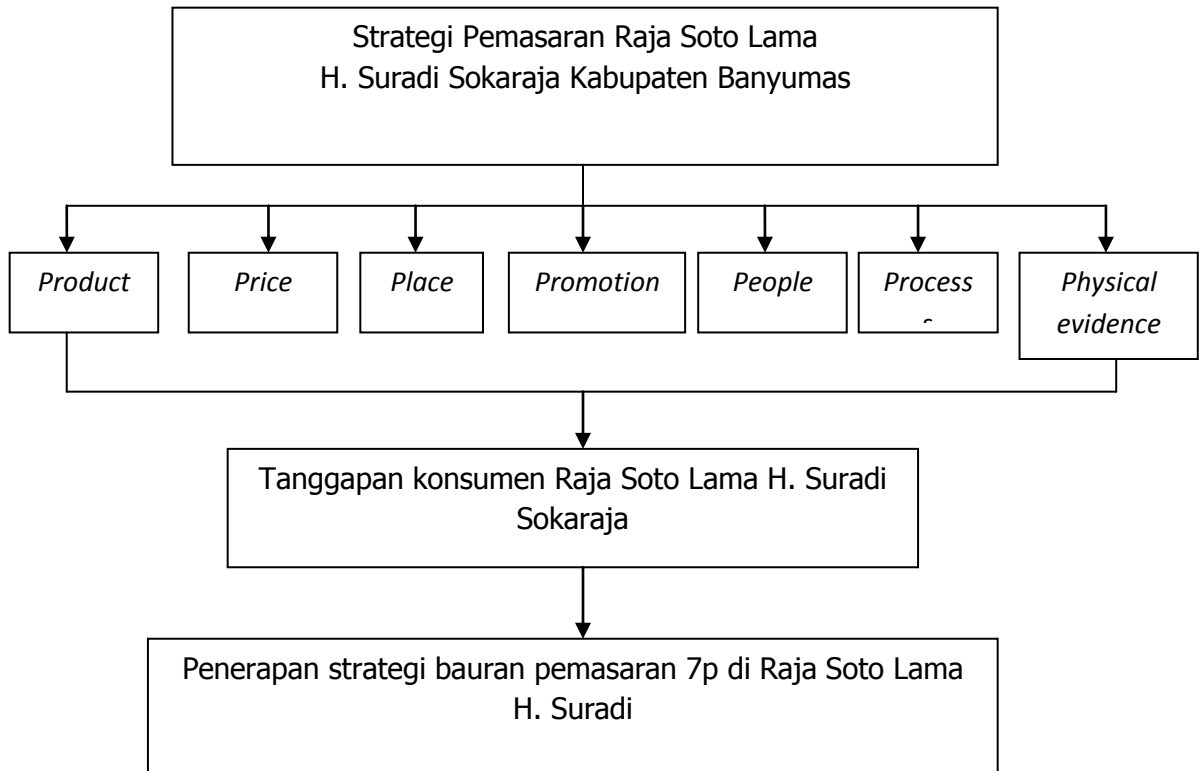 Strategi Pemasaran Raja Soto Lama
H. Suradi Sokaraja Kabupaten Banyumas
Product
Price
Place
Promotion
People
Process
Physical
evidence
Tanggapan konsumen Raja Soto Lama H. Suradi
Sokaraja
Penerapan strategi bauran pemasaran 7p di Raja Soto Lama
H. Suradi